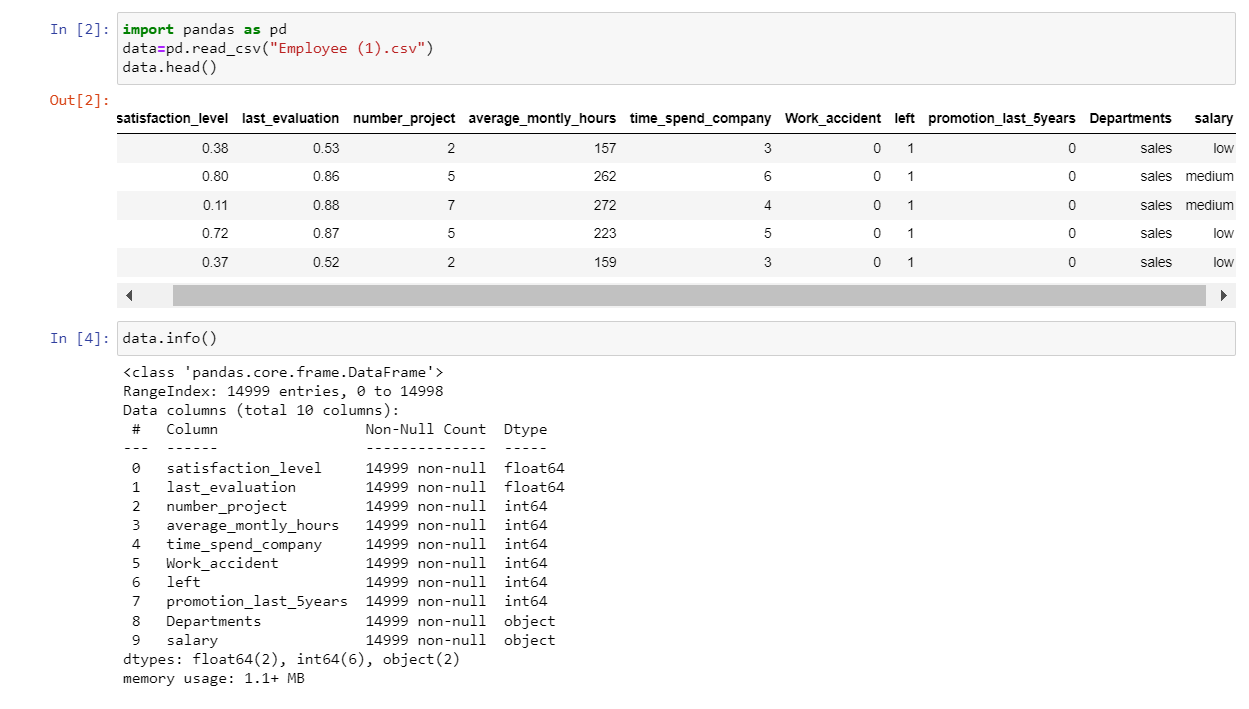 In [2]: import pandas as pd
data=pd.read_csv("Employee (1).csv")
data.head()
Out[2]:
satisfaction_level last_evaluation number_project average_montly_hours time_spend_company Work_accident left promotion_last_5years Departments salary
0.38 0.53 2 157 3 0 1 0 sales low
0.80 0.86 5 262 6 0 1 0 sales medium
0.11 0.88 7 272 4 0 1 0 sales medium
0.72 0.87 5 223 5 0 1 0 sales low
0.37 0.52 2 159 3 0 1 0 sales low
In [4]: data.info()
<class 'pandas.core.frame.DataFrame'>
RangeIndex: 14999 entries, 0 to 14998
Data columns (total 10 columns):
# Column Non-Null Count Dtype
--- ------ -------------- -----
0 satisfaction_level 14999 non-null float64
1 last_evaluation 14999 non-null float64
2 number_project 14999 non-null int64
3 average_montly_hours 14999 non-null int64
4 time_spend_company 14999 non-null int64
5 Work_accident 14999 non-null int64
6 left 14999 non-null int64
7 promotion_last_5years 14999 non-null int64
8 Departments 14999 non-null object
9 salary 14999 non-null object
dtypes: float64(2), int64(6), object(2)
memory usage: 1.1+ MB